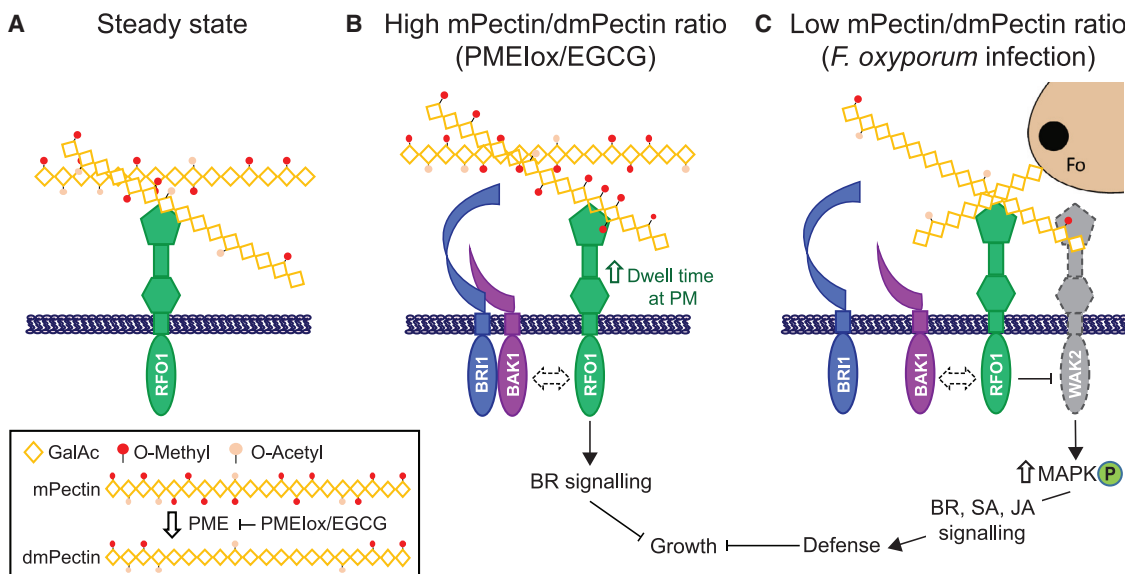 A
Steady state
B
High mPectin/dmPectin ratio
(PMEIox/EGCG)
C
Low mPectin/dmPectin ratio
(F. oxyporum infection)
Fo
Dwell time
at PM
RFO1
BRI1
BAK1
RFO1
BRI1
BAK1
RFO1
WAK2
GalAc
O-Methyl
O-Acetyl
mPectin
PME
PMEIox/EGCG
dmPectin
BR signalling
MAPK P
BR, SA, JA
signalling
Growth
Defense